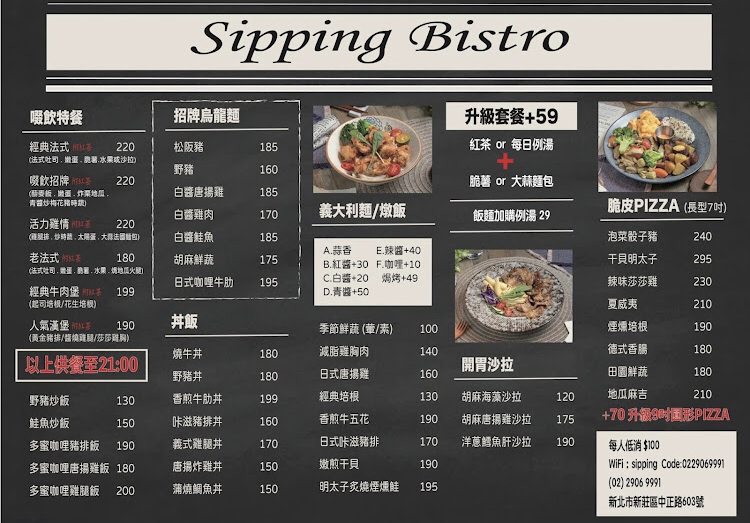 Sipping Bistro
啜飲特餐
經典法式 附紅茶 220
(法式吐司．嫩蛋．脆薯.水果或沙拉)
啜飲招牌 附紅茶 220
(藜麥飯．嫩蛋．炸栗地瓜．
青醬炒梅花豬時蔬)
活力雞情 附紅茶 220
(雞腿排．炒時蔬．太陽蛋．大蒜法國麵包)
老法式 附紅茶 180
(法式吐司．嫩蛋．脆薯．水果．焗地瓜火腿)
經典牛肉堡 附紅茶 199
(起司培根/花生培根)
人氣漢堡 附紅茶 190
(黃金豬排/醬燒雞腿/莎莎雞胸)
以上供餐至21:00
野豬炒飯 130
鮭魚炒飯 150
多蜜咖哩豬排飯 190
多蜜咖哩唐揚雞飯 180
多蜜咖哩雞腿飯 200
招牌烏龍麵
松阪豬 185
野豬 160
白醬唐揚雞 185
白醬雞肉 170
白醬鮭魚 185
胡麻鮮蔬 175
日式咖哩牛肋 195
丼飯
燒牛丼 180
野豬丼 180
香煎牛肋丼 199
咔滋豬排丼 160
義式雞腿丼 170
唐揚炸雞丼 150
蒲燒鯛魚丼 150
義大利麵/燉飯
A.蒜香 E.辣醬+40
B.紅醬+30 F.咖哩+10
C.白醬+20 焗烤+49
D.青醬+50
季節鮮蔬 (葷/素) 100
減脂雞胸肉 140
日式唐揚雞 160
經典培根 130
香煎牛五花 190
日式咔滋豬排 170
嫩煎干貝 190
明太子炙燒煙燻鮭 195
升級套餐+59
紅茶 or 每日例湯
+
脆薯 or 大蒜麵包
飯麵加購例湯 29
開胃沙拉
胡麻海藻沙拉 120
胡麻唐揚雞沙拉 175
洋蔥鱈魚肝沙拉 190
脆皮PIZZA (長型7吋)
泡菜骰子豬 240
干貝明太子 295
辣味莎莎雞 230
夏威夷 210
煙燻培根 190
德式香腸 180
田園鮮蔬 180
地瓜麻吉 210
+70 升級9吋圓形PIZZA
每人低消 $100
WiFi : sipping Code:0229069991
(02) 2906 9991
新北市新莊區中正路603號